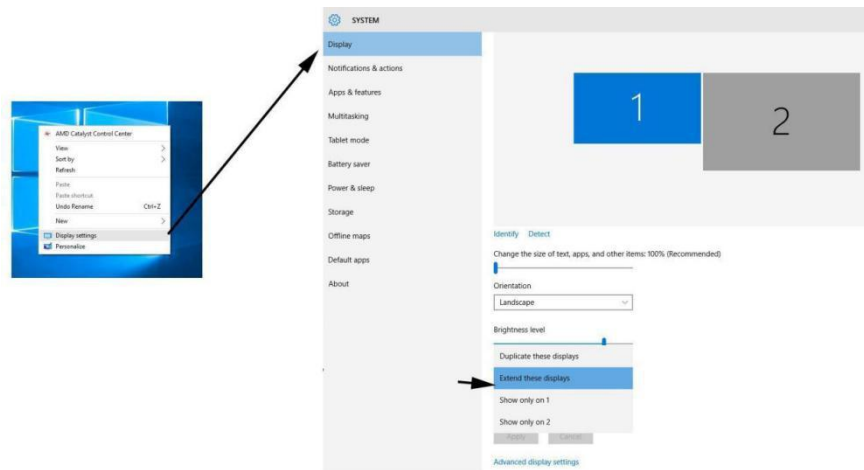 AMD Catalyst Control Center
View
Sort by
Refresh
Paste
Paste shortcut
Undo Rename Ctrl+Z
New
Display settings
Personalize
SYSTEM
Display
Notifications & actions
Apps & features
Multitasking
Tablet mode
Battery saver
Power & sleep
Storage
Offline maps
Default apps
About
1
2
Identify Detect
Change the size of text, apps, and other items: 100% (Recommended)
Orientation
Landscape
Brightness level
Duplicate these displays
Extend these displays
Show only on 1
Show only on 2
Apply Cancel
Advanced display settings